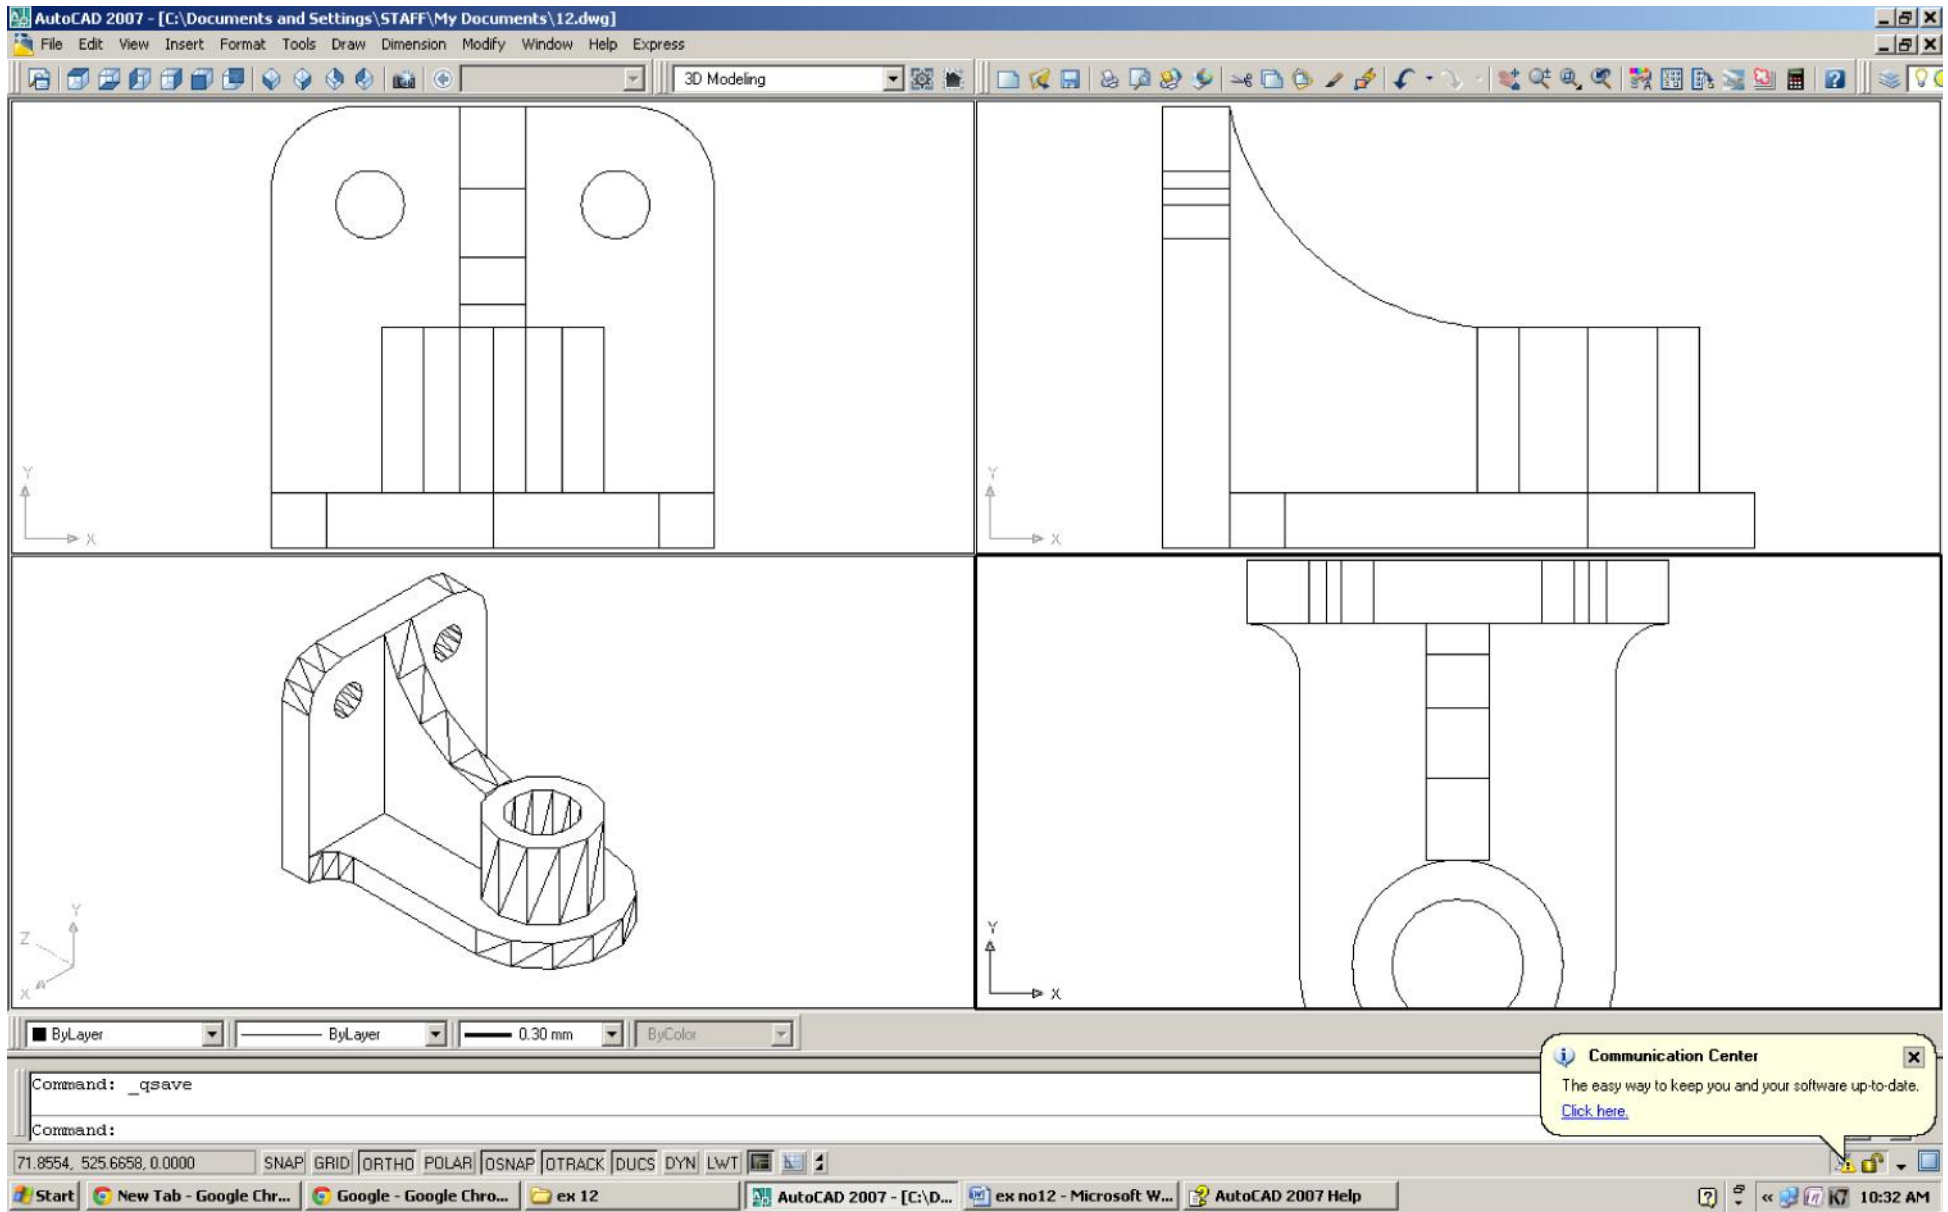 AutoCAD 2007 - [C:\Documents and Settings\STAFF\My Documents\12.dwg]
File Edit View Insert Format Tools Draw Dimension Modify Window Help Express
3D Modeling
Y
X
Y
X
Y
Z
X
Y
X
ByLayer ByLayer 0.30 mm ByColor
Communication Center
The easy way to keep you and your software up-to-date.
Click here.
Command: _qsave
Command:
71.8554, 525.6658, 0.0000 SNAP GRID ORTHO POLAR OSNAP OTRACK DUCS DYN LWT
Start New Tab - Google Chr... Google - Google Chro... ex 12 AutoCAD 2007 - [C:\D... ex no12 - Microsoft W... AutoCAD 2007 Help « K7 10:32 AM